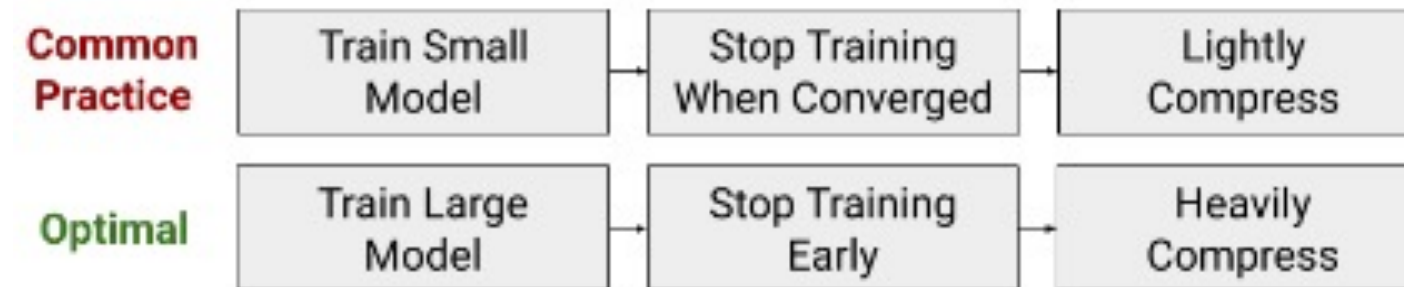 Common
Practice
Train Small
Model
Stop Training
When Converged
Lightly
Compress
Optimal
Train Large
Model
Stop Training
Early
Heavily
Compress